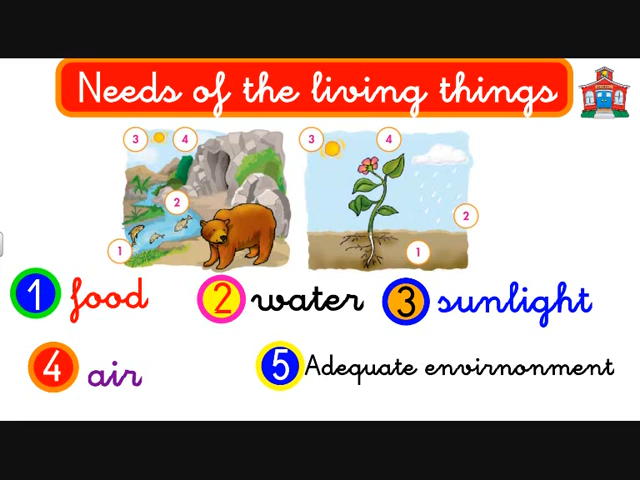 Needs of the living things
3 4
3 4
2
2
1
1
1 food 2 water 3 sunlight
4 air 5 Adequate envirnonment